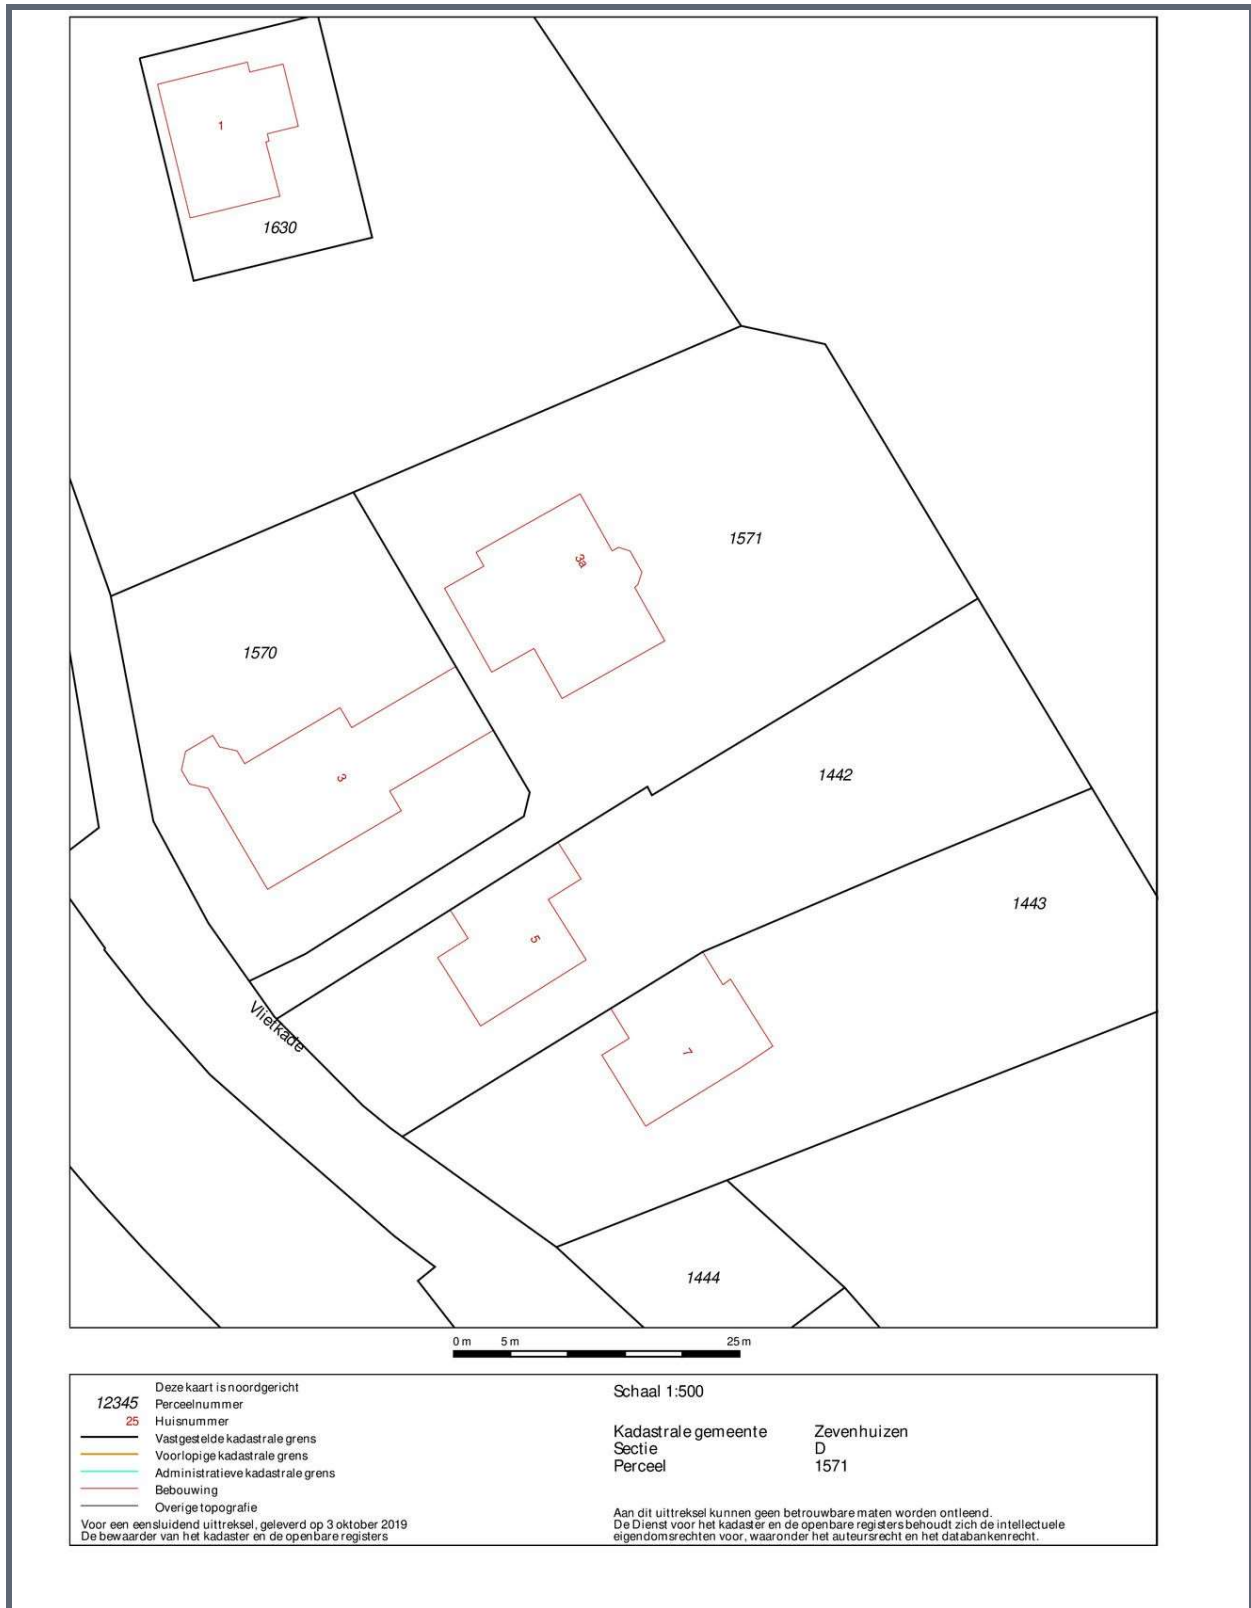 1
1630
1571
3a
1570
1442
3
1443
5
Vlietkade
7
1444
0 m 5 m 25 m
Deze kaart is noordgericht
12345 Perceelnummer
25 Huisnummer
Vastgestelde kadastrale grens
Voorlopige kadastrale grens
Administratieve kadastrale grens
Bebouwing
Overige topografie
Voor een eensluidend uittreksel, geleverd op 3 oktober 2019
De bewaarder van het kadaster en de openbare registers
Schaal 1:500
Kadastrale gemeente Zevenhuizen
Sectie D
Perceel 1571
Aan dit uittreksel kunnen geen betrouwbare maten worden ontleend.
De Dienst voor het kadaster en de openbare registers behoudt zich de intellectuele
eigendomsrechten voor, waaronder het auteursrecht en het databankenrecht.